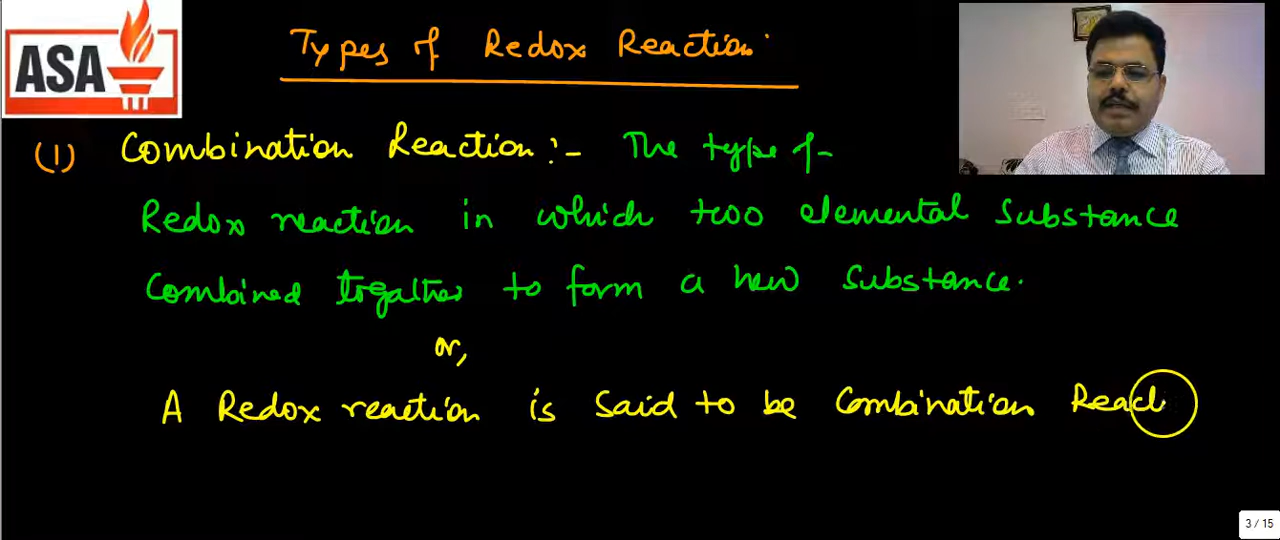 ASA
Types of Redox Reaction
(1) Combination Reaction :- The type of
Redox reaction in which two elemental substance
Combined together to form a new substance.
or,
A Redox reaction is said to be Combination Reacl
3 / 15